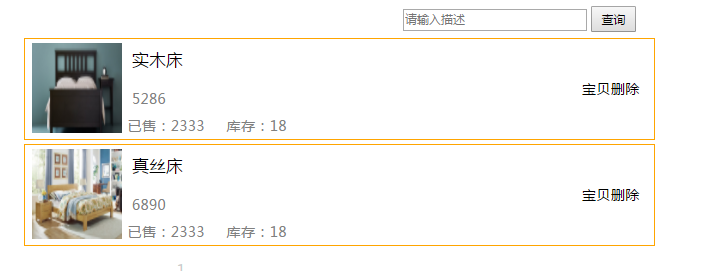 请输入描述 查询
实木床
5286
宝贝删除
已售：2333 库存：18
真丝床
6890
宝贝删除
已售：2333 库存：18
1